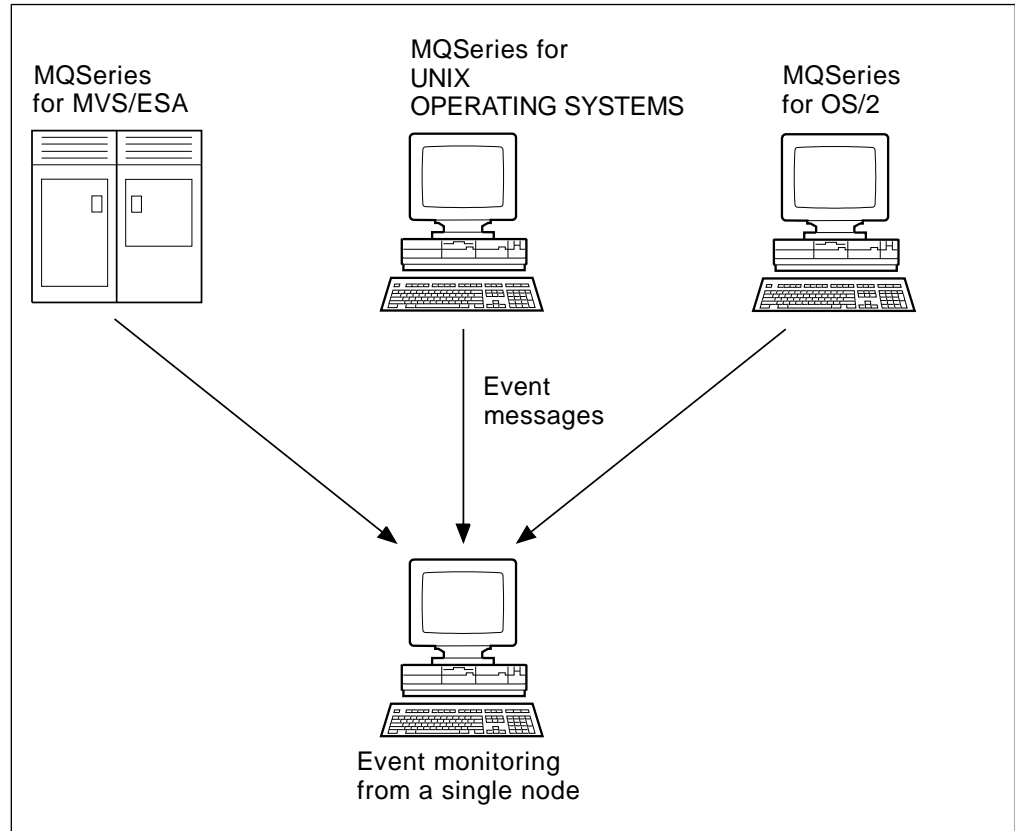 MQSeries
for MVS/ESA
MQSeries for
UNIX
OPERATING SYSTEMS
MQSeries
for OS/2
Event
messages
Event monitoring
from a single node